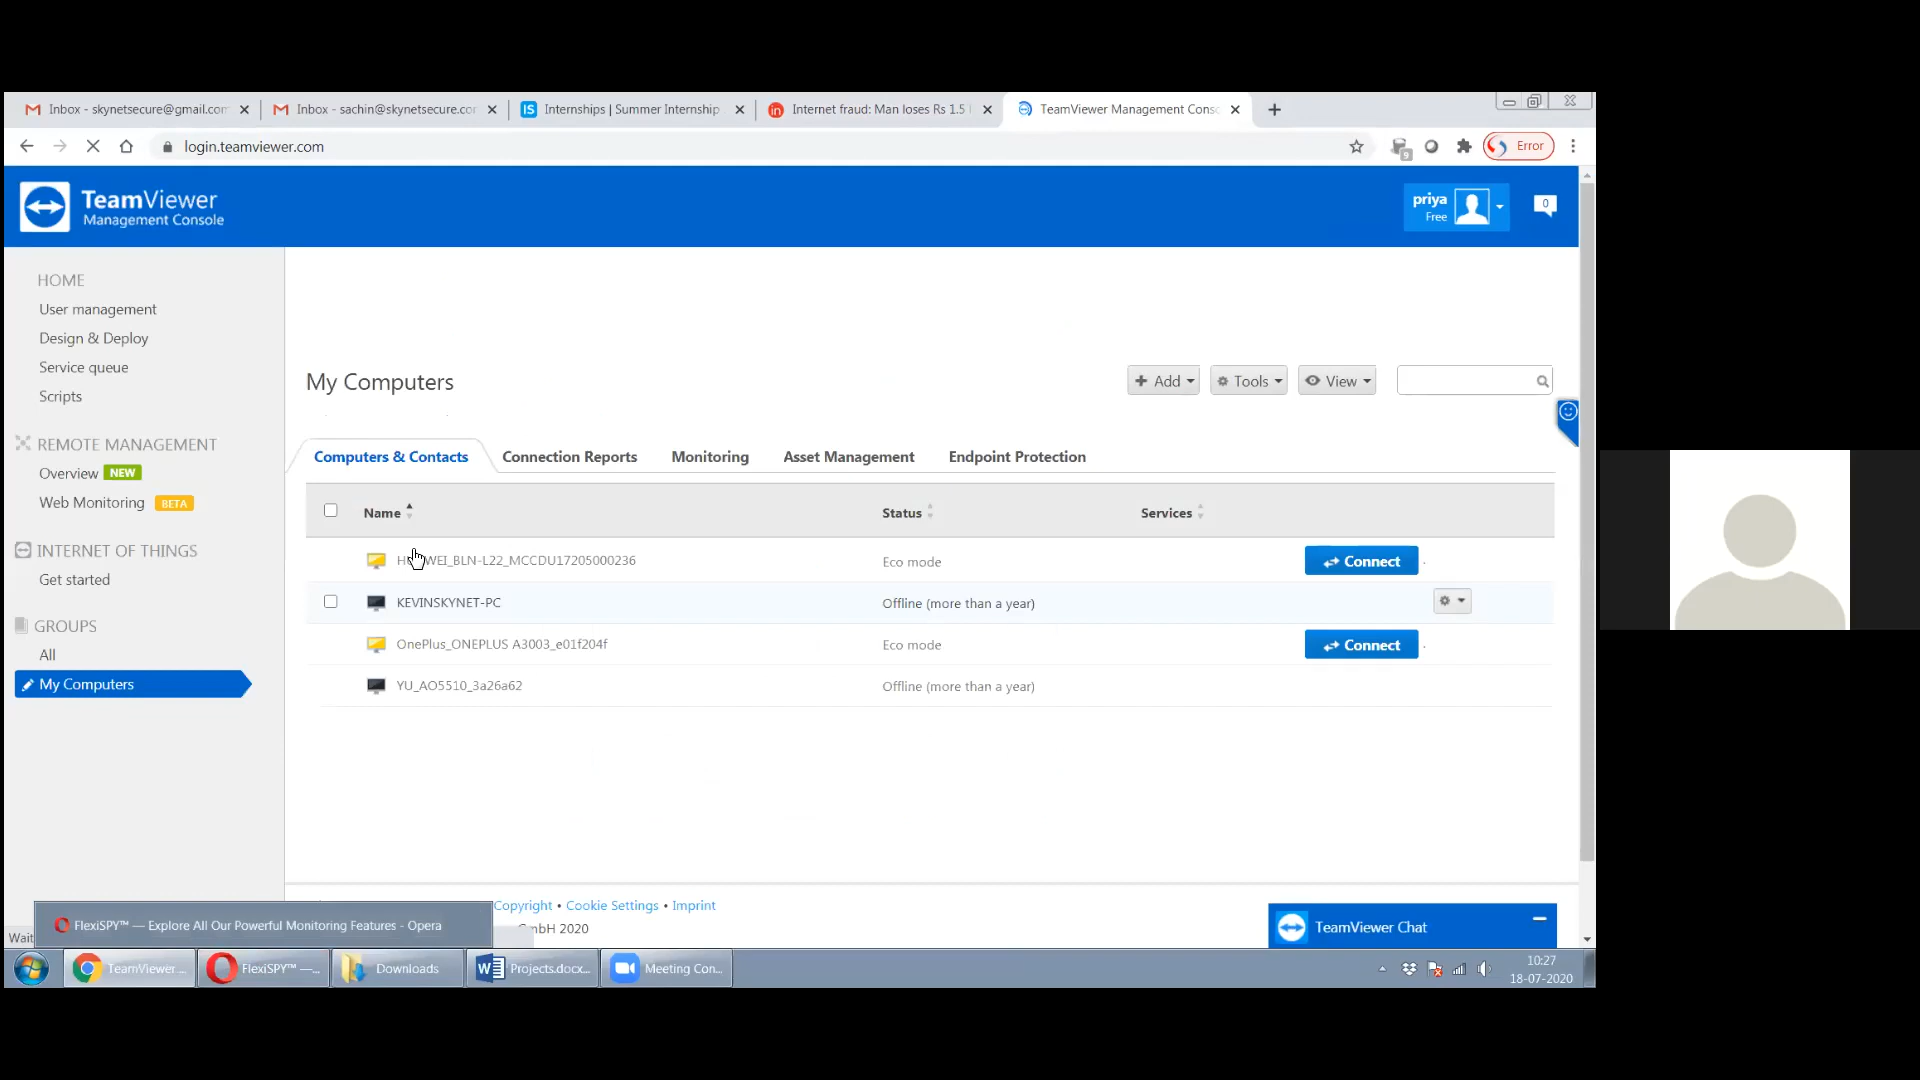 Inbox - skynetsecure@gmail.com
Inbox - sachin@skynetsecure.co
Internships | Summer Internship
Internet fraud: Man loses Rs 1.5
TeamViewer Management Conso
login.teamviewer.com
9
Error
TeamViewer
Management Console
priya
Free
0
HOME
User management
Design & Deploy
Service queue
Scripts
REMOTE MANAGEMENT
Overview NEW
Web Monitoring BETA
INTERNET OF THINGS
Get started
GROUPS
All
My Computers
My Computers
Add
Tools
View
Computers & Contacts
Connection Reports
Monitoring
Asset Management
Endpoint Protection
Name
Status
Services
_BLN-L22_MCCDU17205000236
Eco mode
Connect
KEVINSKYNET-PC
Offline (more than a year)
OnePlus_ONEPLUS A3003_e01f204f
Eco mode
Connect
YU_AO5510_3a26a62
Offline (more than a year)
Copyright • Cookie Settings • Imprint
GmbH 2020
TeamViewer Chat
FlexiSPY™ — Explore All Our Powerful Monitoring Features - Opera
Wait
TeamViewer ...
FlexiSPY™ —...
Downloads
Projects.docx...
Meeting Con...
10:27
18-07-2020